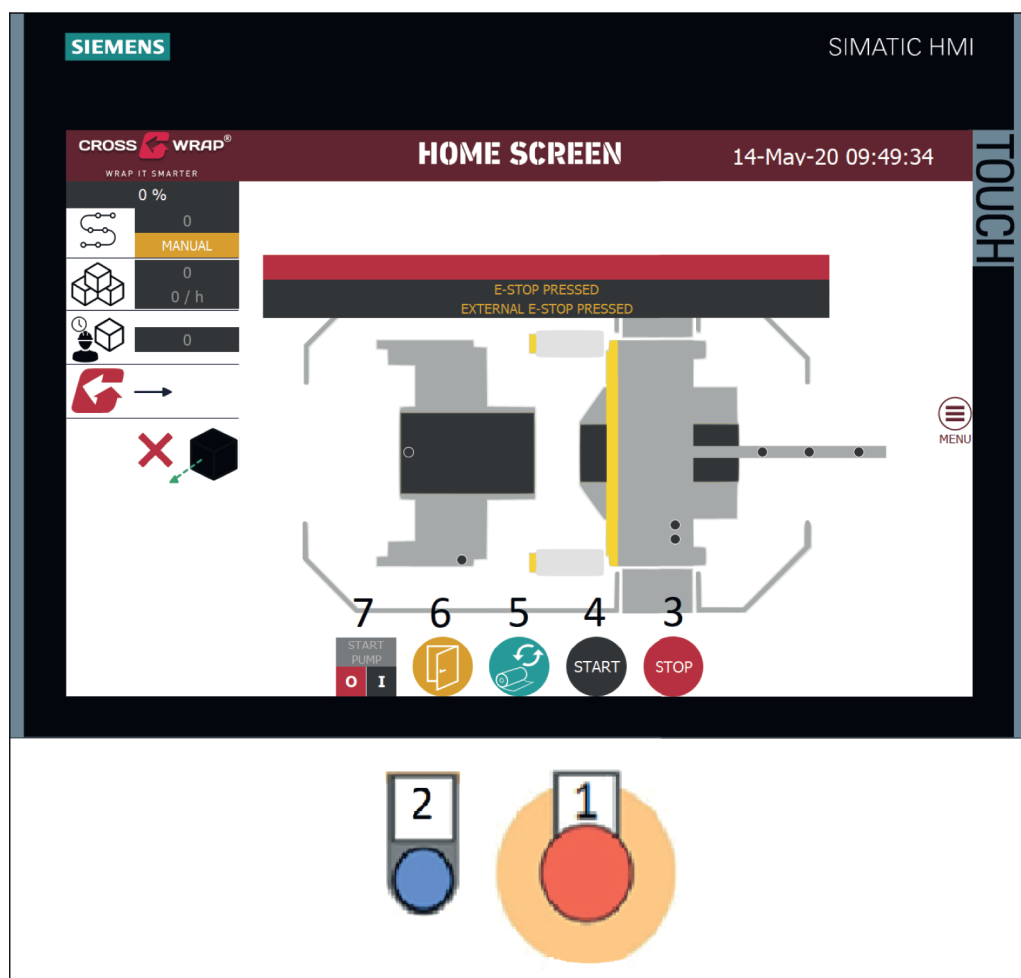 SIEMENS
SIMATIC HMI
TOUCH
CROSS WRAP®
WRAP IT SMARTER
HOME SCREEN
14-May-20 09:49:34
0 %
0
MANUAL
0
0 / h
0
E-STOP PRESSED
EXTERNAL E-STOP PRESSED
MENU
7 6 5 4 3
START
PUMP
O I
START
STOP
2 1